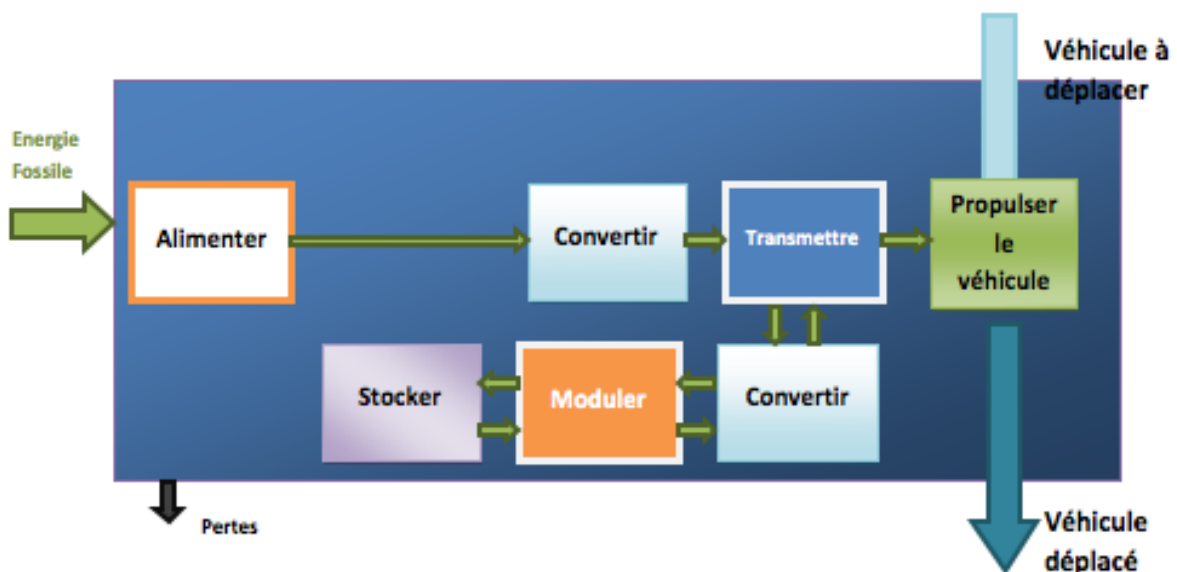 Véhicule à
déplacer
Energie
Fossile
Alimenter
Convertir
Transmettre
Propulser
le
véhicule
Stocker
Moduler
Convertir
Pertes
Véhicule
déplacé